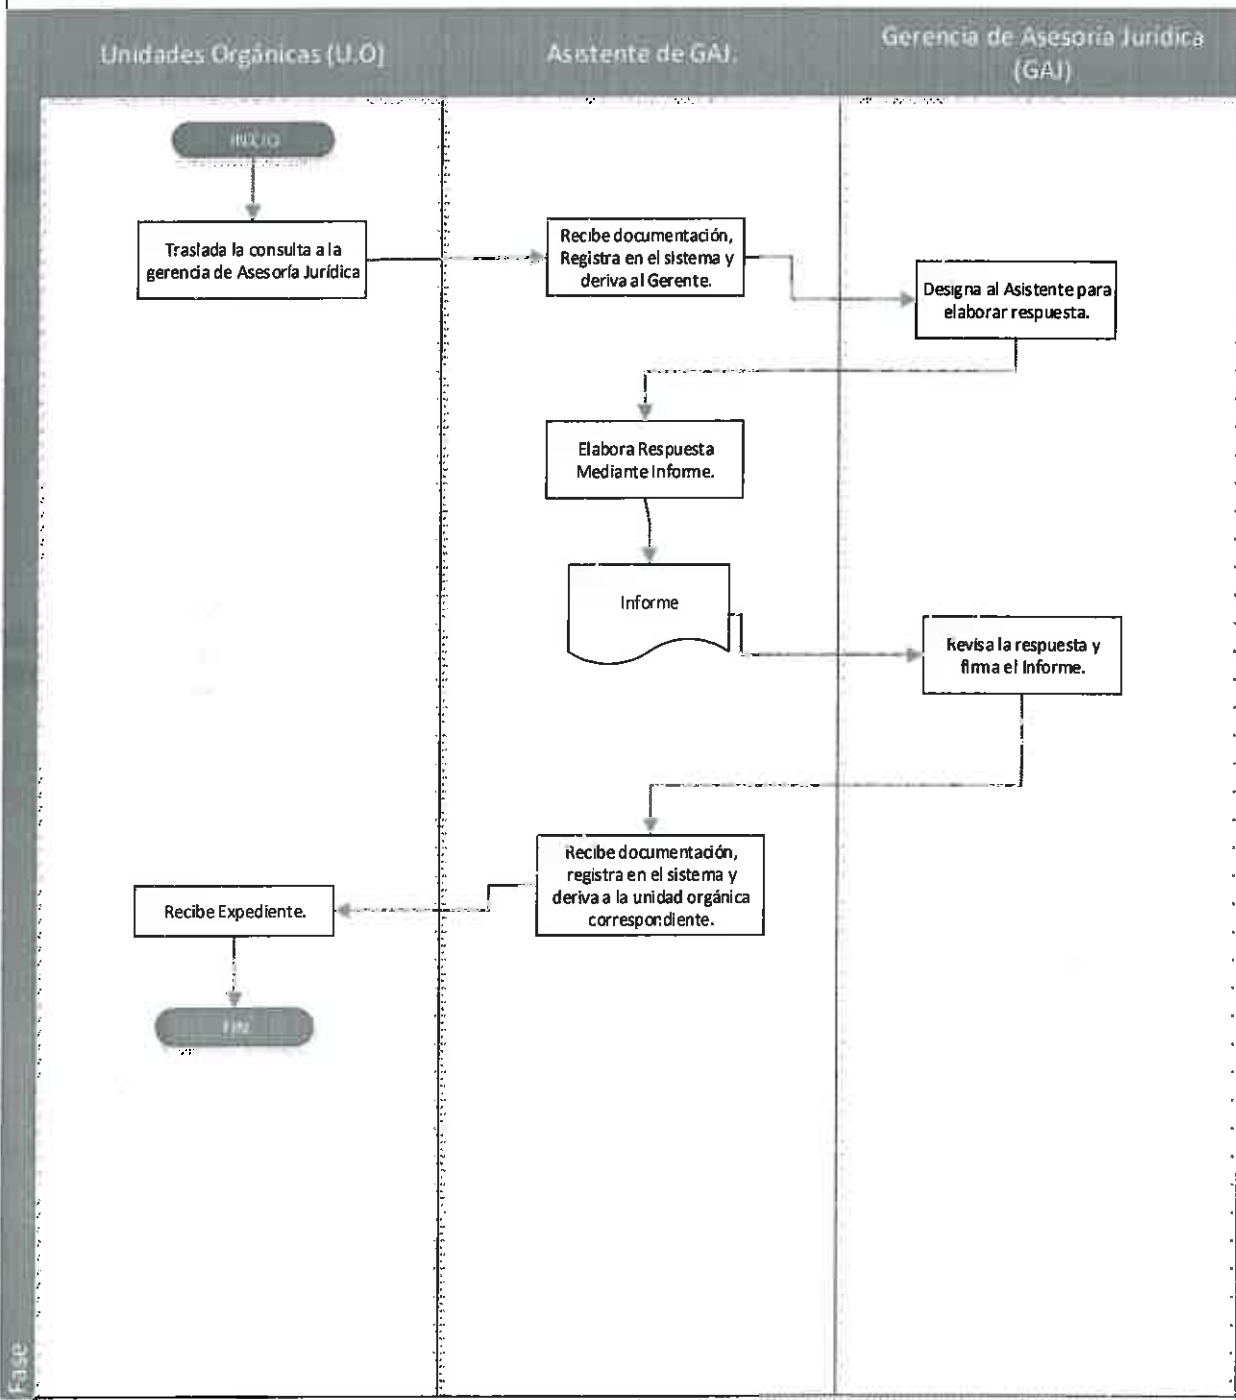 Unidades Orgánicas (U.O)
Asistente de GAJ.
Gerencia de Asesoría Jurídica
(GAJ)
INICIO
Traslada la consulta a la
gerencia de Asesoría Jurídica
Recibe documentación,
Registra en el sistema y
deriva al Gerente.
Designa al Asistente para
elaborar respuesta.
Elabora Respuesta
Mediante Informe.
Informe
Revisa la respuesta y
firma el Informe.
Recibe documentación,
registra en el sistema y
deriva a la unidad orgánica
correspondiente.
Recibe Expediente.
FIN
Fase